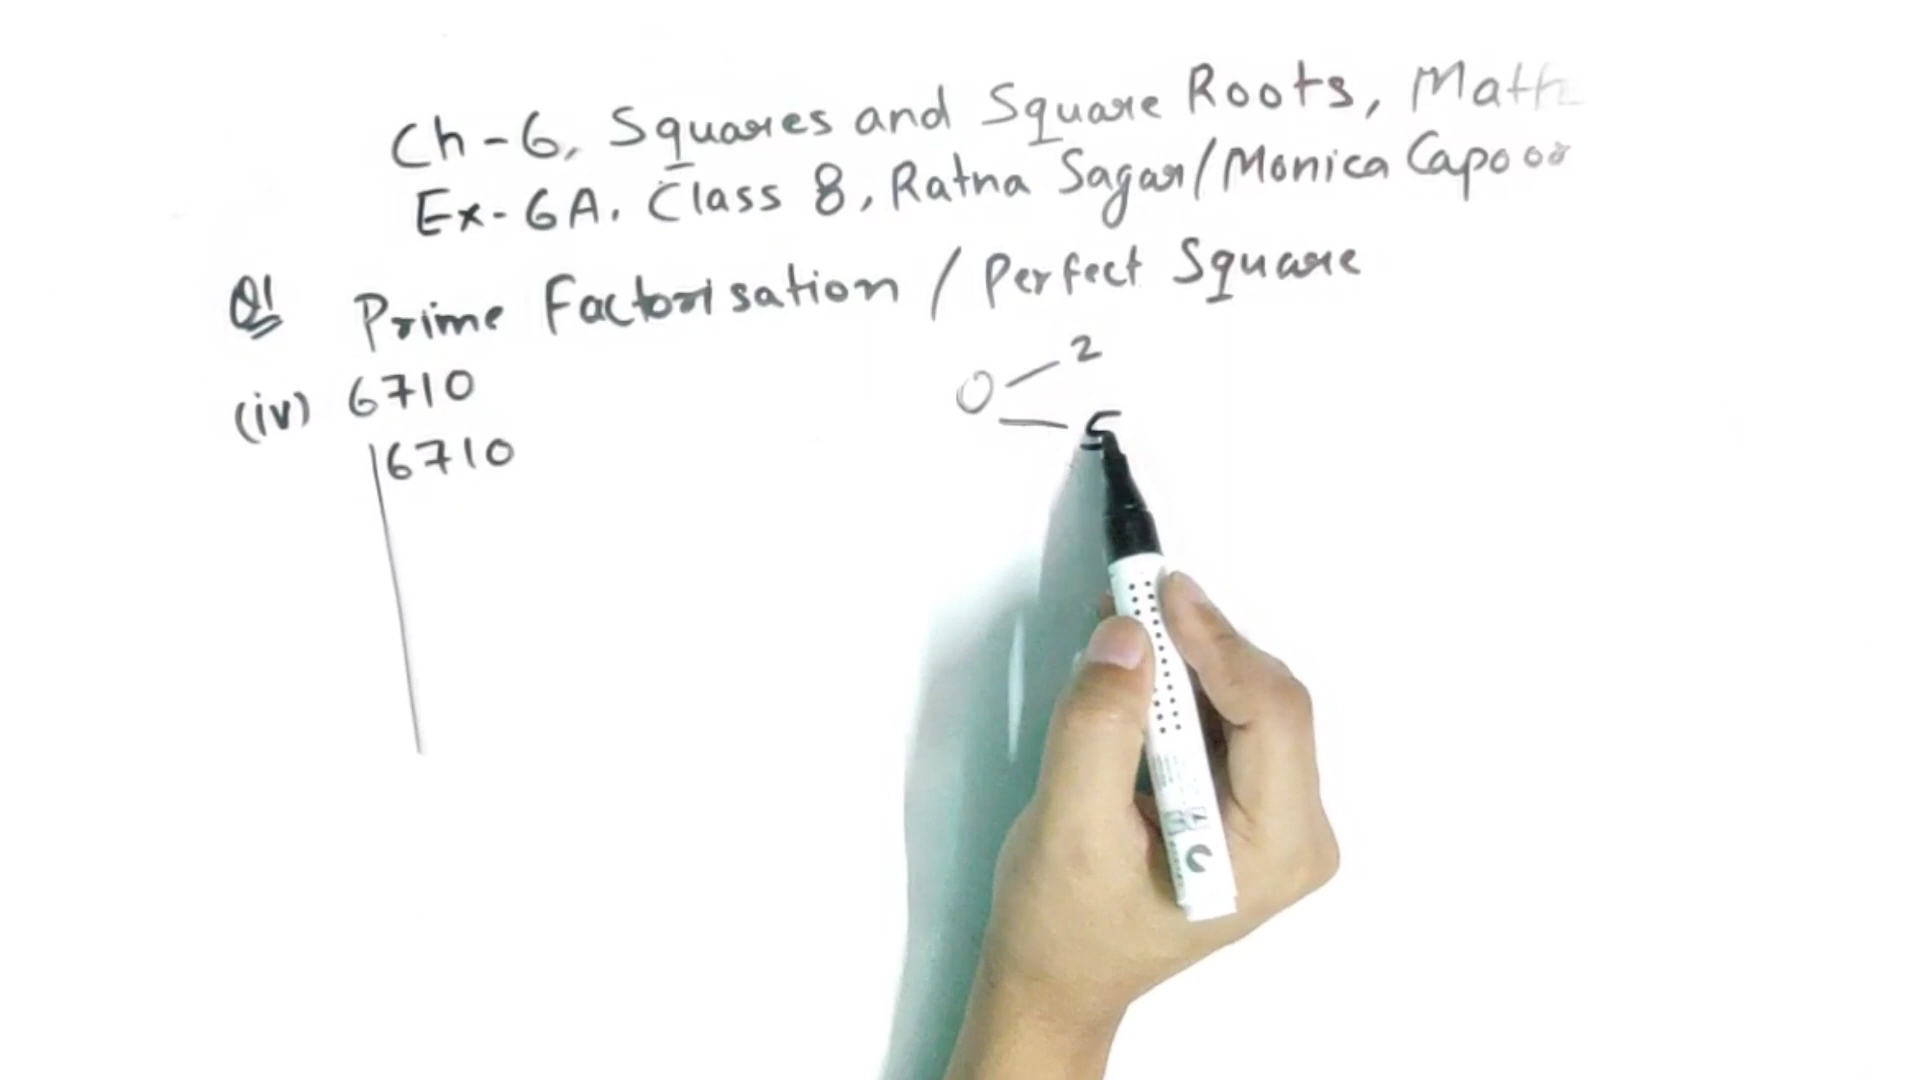 Ch-6, Squares and Square Roots, Math
Ex-6A. Class 8, Ratna Sagar/Monica Capoor
Q1 Prime Factorisation / Perfect Square
(iv) 6710
6710
0 2
5